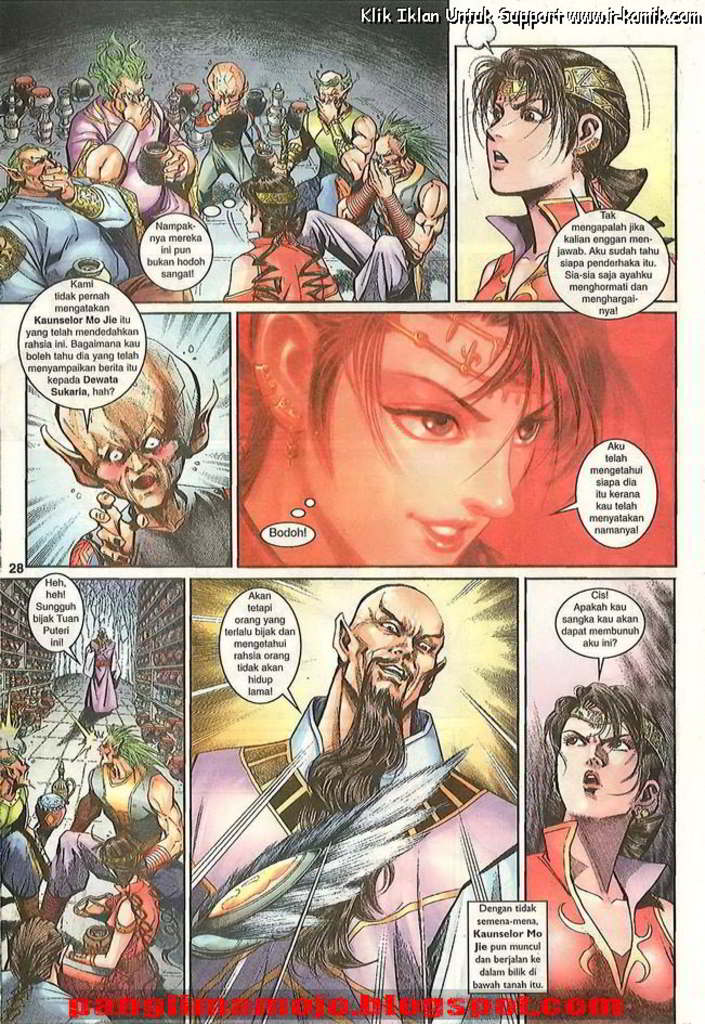 Klik Iklan Untuk Support www.ir-komik.com
Nampak-
nya mereka
ini pun
bukan hodoh
sangat!
Tak
mengapalah jika
kalian enggan men-
jawab. Aku sudah tahu
siapa penderhaka itu.
Sia-sia saja ayahku
menghormati dan
menghargai-
nya!
Kami
tidak pernah
mengatakan
Kaunselor Mo Jie itu
yang telah mendedahkan
rahsia ini. Bagaimana kau
boleh tahu dia yang telah
menyampaikan berita itu
kepada Dewata
Sukaria, hah?
Aku
telah
mengetahui
siapa dia
itu kerana
kau telah
menyatakan
namanya!
Bodoh!
28
Heh,
heh!
Sungguh
bijak Tuan
Puteri
ini!
Akan
tetapi
orang yang
terlalu bijak dan
mengetahui
rahsia orang
tidak akan
hidup
lama!
Cis!
Apakah kau
sangka kau akan
dapat membunuh
aku ini?
Dengan tidak
semena-mena,
Kaunselor Mo
Jie pun muncul
dan berjalan ke
dalam bilik di
bawah tanah itu.
panglimamojo.blogspot.com